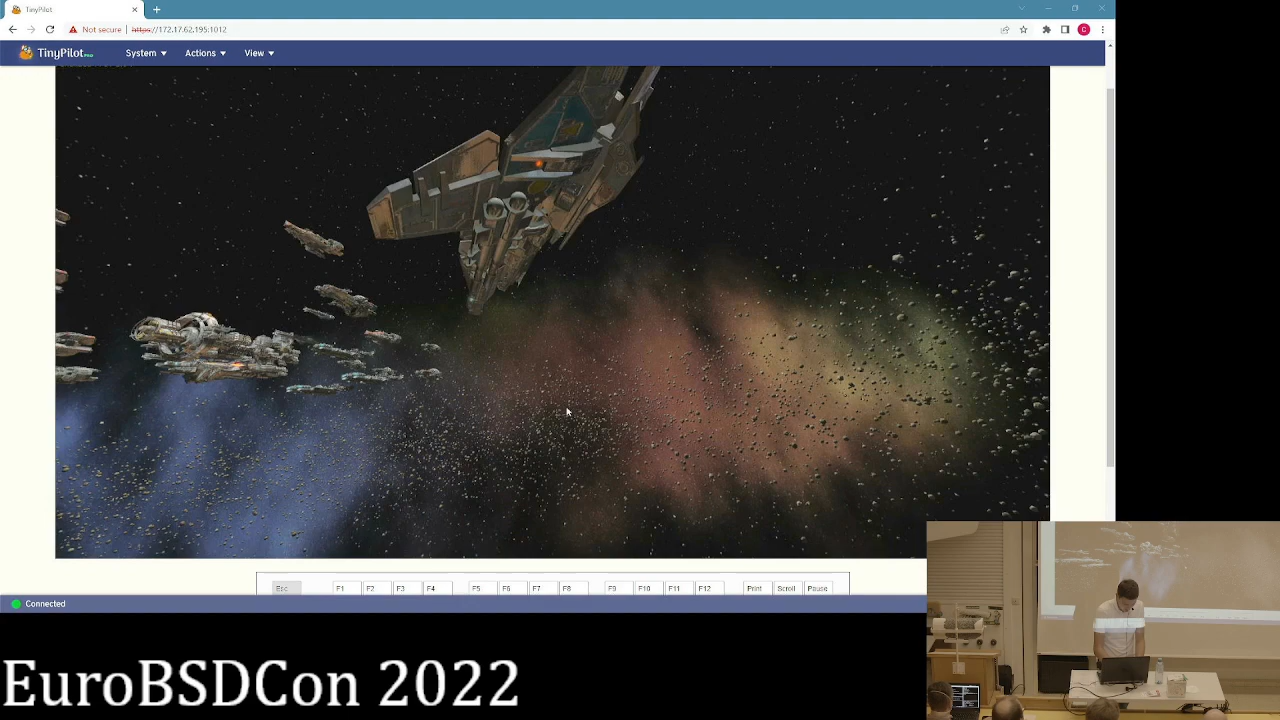 TinyPilot
Not secure https://172.17.62.195:1012
C
TinyPilot System Actions View
Esc F1 F2 F3 F4 F5 F6 F7 F8 F9 F10 F11 F12 Print Scroll Pause
Connected
EuroBSDCon 2022